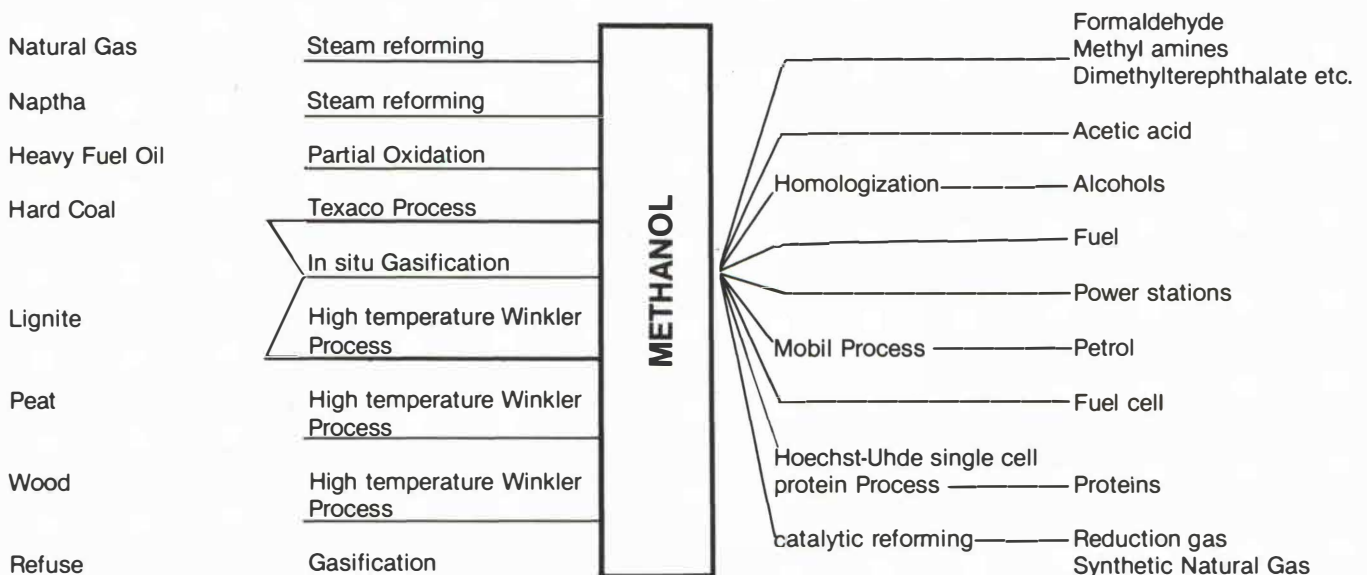 Natural Gas Steam reforming
Naptha Steam reforming
Heavy Fuel Oil Partial Oxidation
Hard Coal Texaco Process
In situ Gasification
Lignite High temperature Winkler
Process
Peat High temperature Winkler
Process
Wood High temperature Winkler
Process
Refuse Gasification
METHANOL
Formaldehyde
Methyl amines
Dimethylterephthalate etc.
Acetic acid
Homologization Alcohols
Fuel
Power stations
Mobil Process Petrol
Fuel cell
Hoechst-Uhde single cell
protein Process Proteins
catalytic reforming Reduction gas
Synthetic Natural Gas